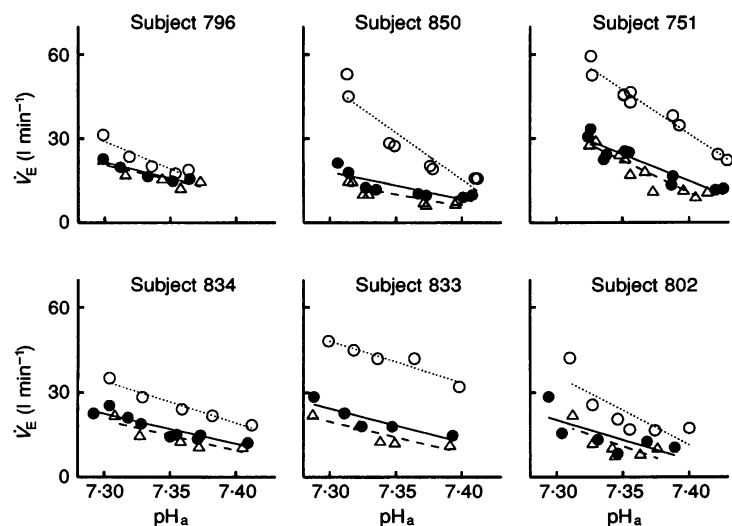 Subject 796 Subject 850 Subject 751
60
30
0
V̇E (l min−1)
Subject 834 Subject 833 Subject 802
60
30
0
V̇E (l min−1)
7·30 7·35 7·40 7·30 7·35 7·40 7·30 7·35 7·40
pHa pHa pHa